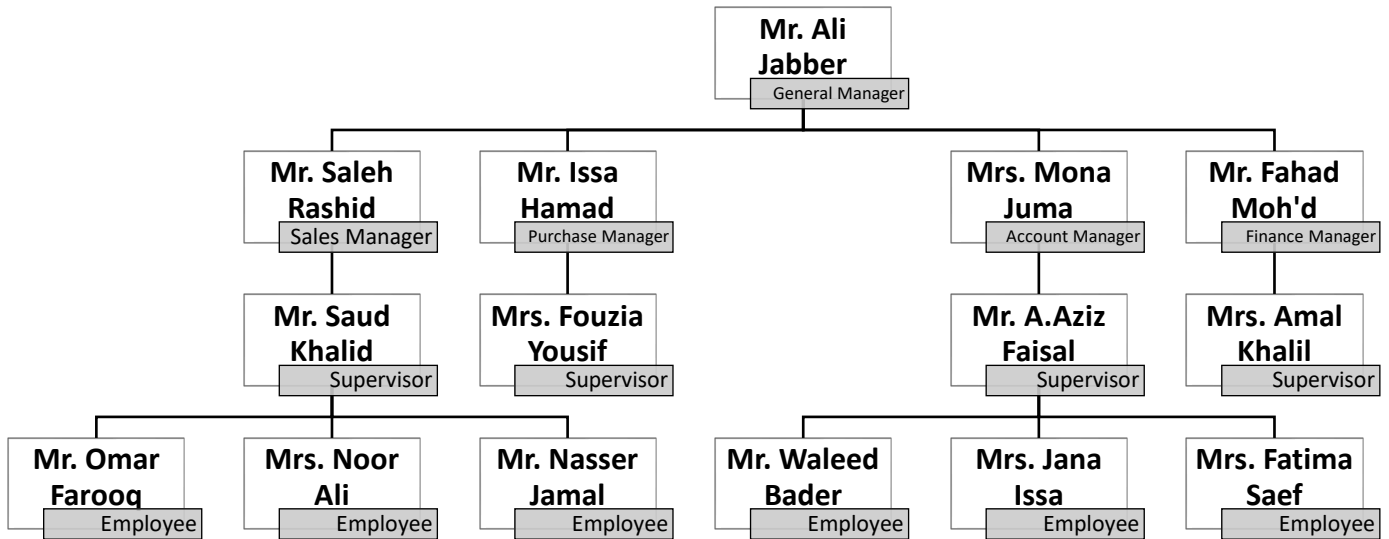 Mr. Ali
Jabber
General Manager
Mr. Saleh
Rashid
Sales Manager
Mr. Issa
Hamad
Purchase Manager
Mrs. Mona
Juma
Account Manager
Mr. Fahad
Moh'd
Finance Manager
Mr. Saud
Khalid
Supervisor
Mrs. Fouzia
Yousif
Supervisor
Mr. A.Aziz
Faisal
Supervisor
Mrs. Amal
Khalil
Supervisor
Mr. Omar
Farooq
Employee
Mrs. Noor
Ali
Employee
Mr. Nasser
Jamal
Employee
Mr. Waleed
Bader
Employee
Mrs. Jana
Issa
Employee
Mrs. Fatima
Saef
Employee